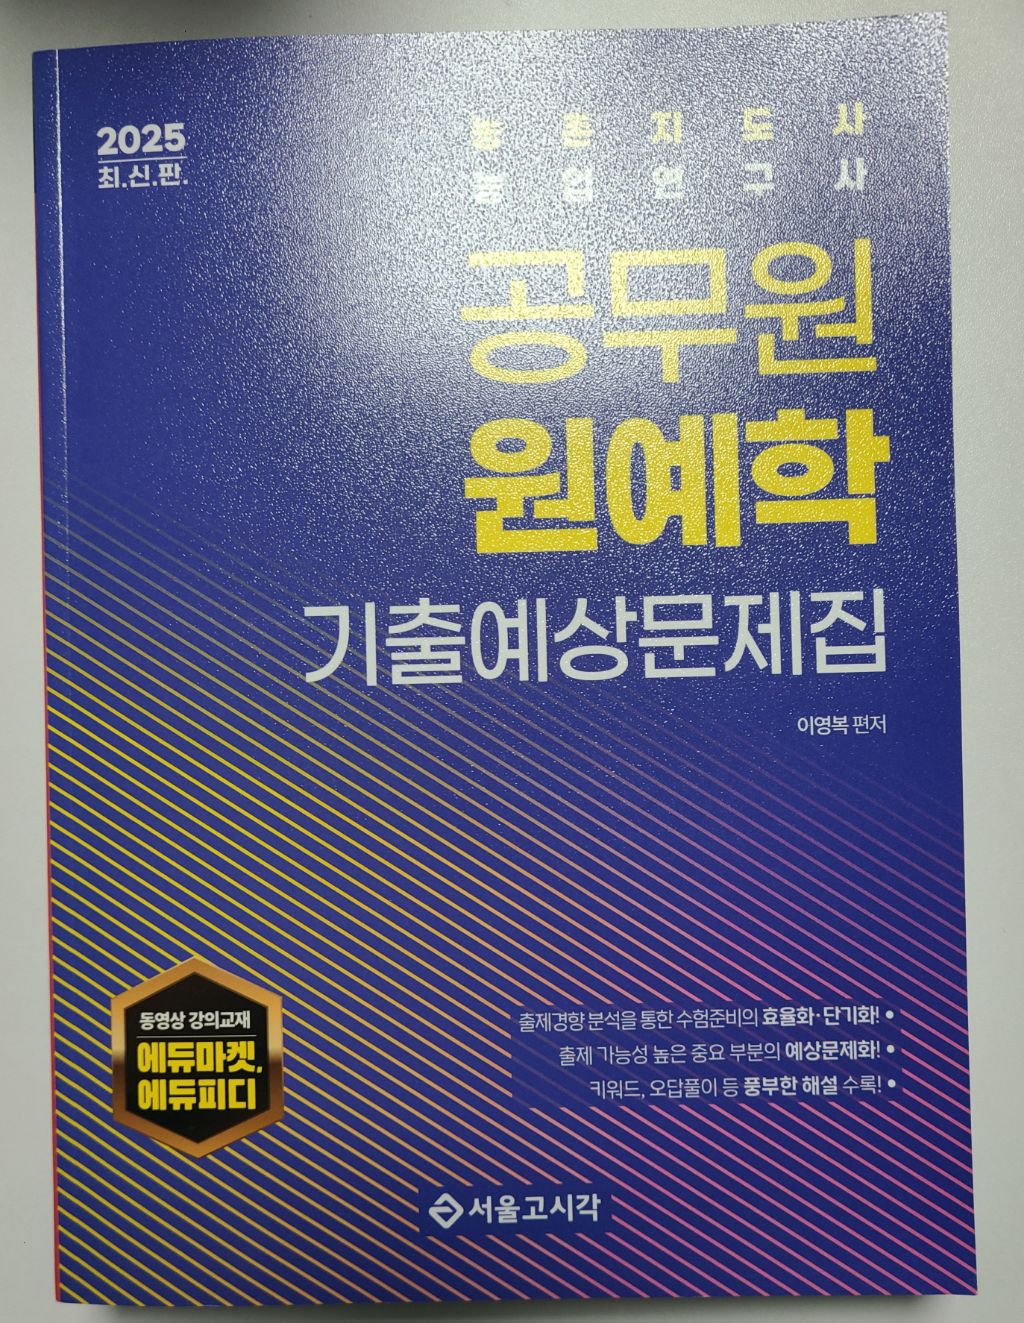 2025
최.신.판.
농촌지도사
농업연구사
공무원
원예학
기출예상문제집
이영복 편저
동영상 강의교재
에듀마켓,
에듀피디
출제경향 분석을 통한 수험준비의 효율화·단기화! •
출제 가능성 높은 중요 부분의 예상문제화! •
키워드, 오답풀이 등 풍부한 해설 수록! •
서울고시각